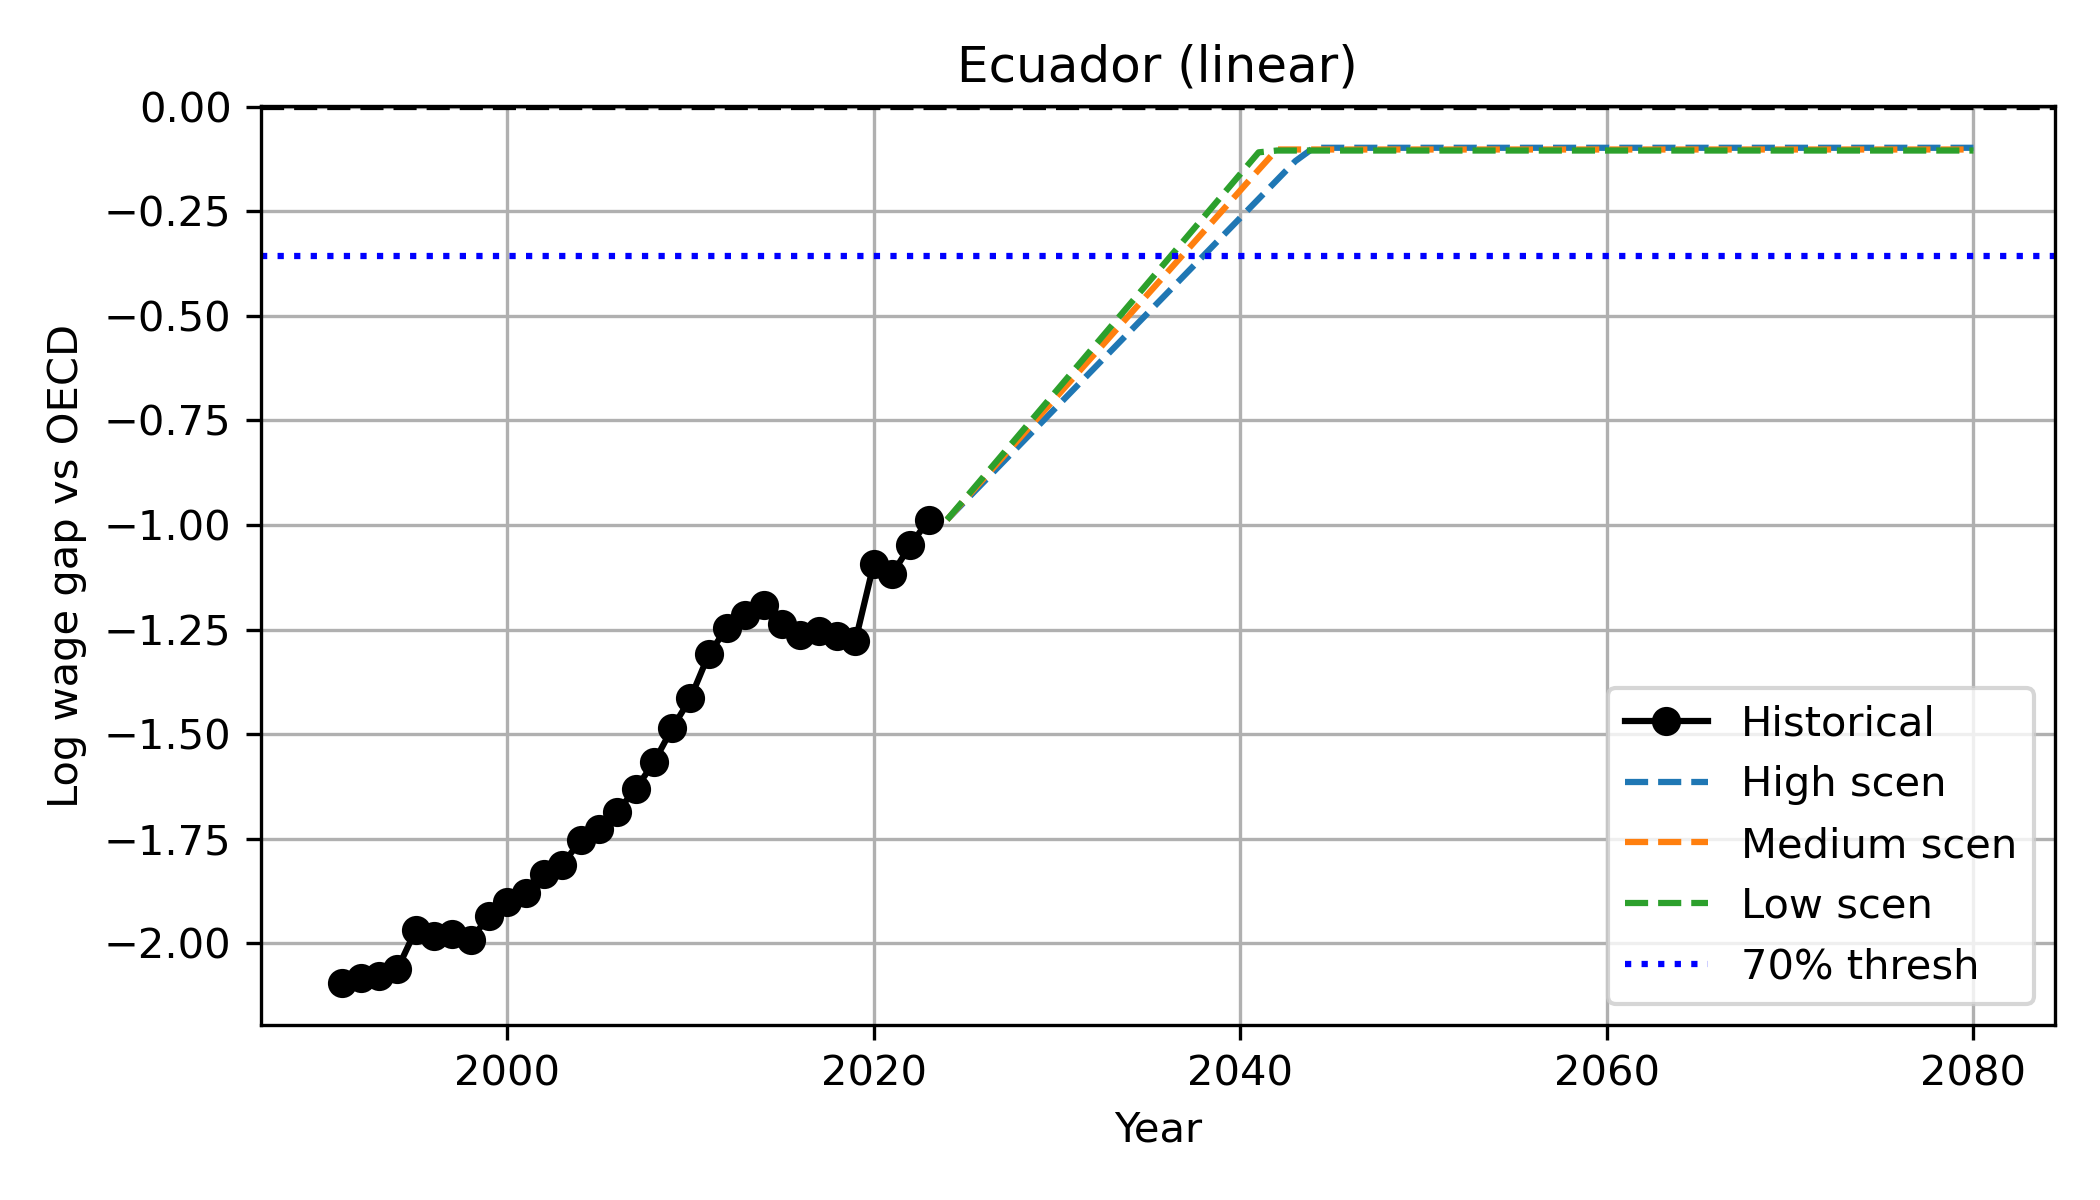 Ecuador (linear)
0.00
−0.25
−0.50
−0.75
−1.00
−1.25
−1.50
−1.75
−2.00
Log wage gap vs OECD
Historical
High scen
Medium scen
Low scen
70% thresh
2000 2020 2040 2060 2080
Year